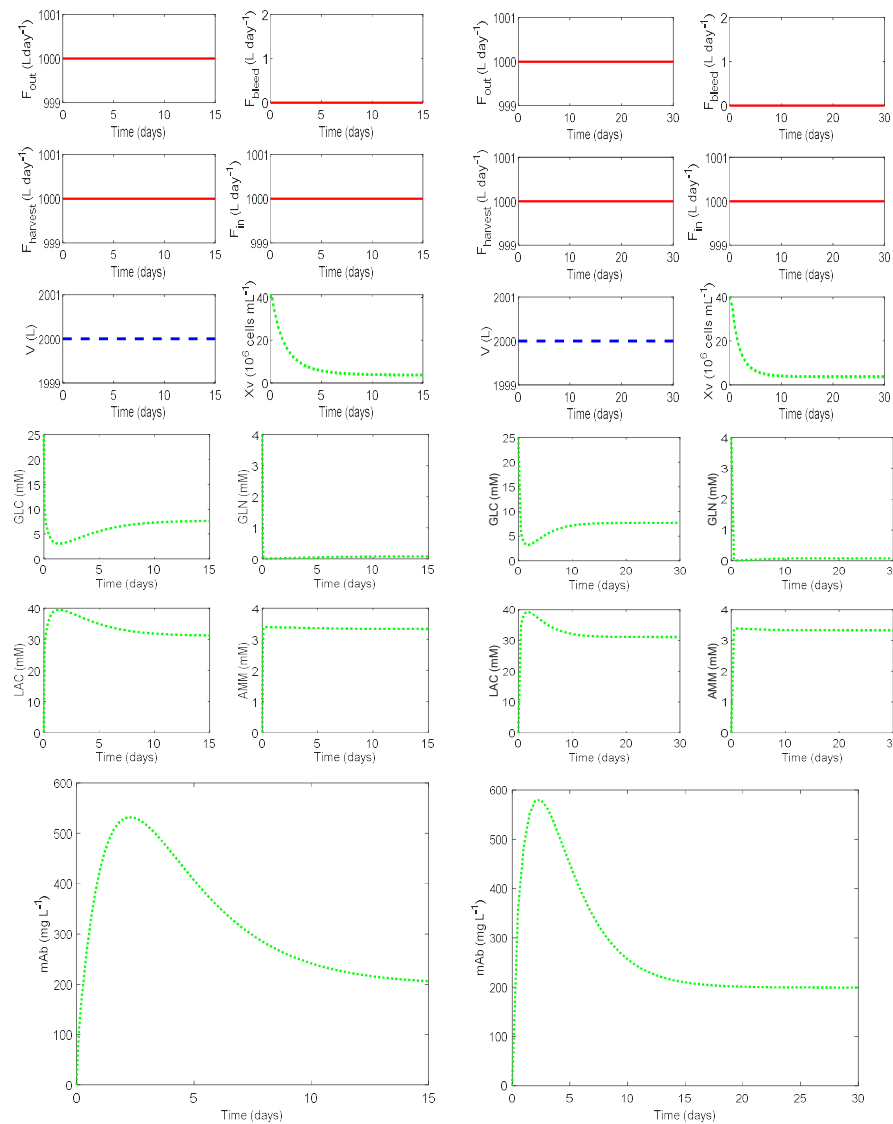 1001 1000 999 F_out (L day⁻¹) 0 5 10 15 Time (days)
2 1 0 F_bleed (L day⁻¹) 0 5 10 15 Time (days)
1001 1000 999 F_out (L day⁻¹) 0 10 20 30 Time (days)
2 1 0 F_bleed (L day⁻¹) 0 10 20 30 Time (days)
1001 1000 999 F_harvest (L day⁻¹) 0 5 10 15 Time (days)
1001 1000 999 F_in (L day⁻¹) 0 5 10 15 Time (days)
1001 1000 999 F_harvest (L day⁻¹) 0 10 20 30 Time (days)
1001 1000 999 F_in (L day⁻¹) 0 10 20 30 Time (days)
2001 2000 1999 V (L) 0 5 10 15 Time (days)
40 20 0 Xv (10⁶ cells mL⁻¹) 0 5 10 15 Time (days)
2001 2000 1999 V (L) 0 10 20 30 Time (days)
40 20 0 Xv (10⁶ cells mL⁻¹) 0 10 20 30 Time (days)
25 20 15 10 5 0 GLC (mM) 0 5 10 15 Time (days)
4 3 2 1 0 GLN (mM) 0 5 10 15 Time (days)
25 20 15 10 5 0 GLC (mM) 0 10 20 30 Time (days)
4 3 2 1 0 GLN (mM) 0 10 20 30 Time (days)
40 30 20 10 0 LAC (mM) 0 5 10 15 Time (days)
4 3 2 1 0 AMM (mM) 0 5 10 15 Time (days)
40 30 20 10 0 LAC (mM) 0 10 20 30 Time (days)
4 3 2 1 0 AMM (mM) 0 10 20 30 Time (days)
600 500 400 300 200 100 0 mAb (mg L⁻¹) 0 5 10 15 Time (days)
600 500 400 300 200 100 0 mAb (mg L⁻¹) 0 5 10 15 20 25 30 Time (days)